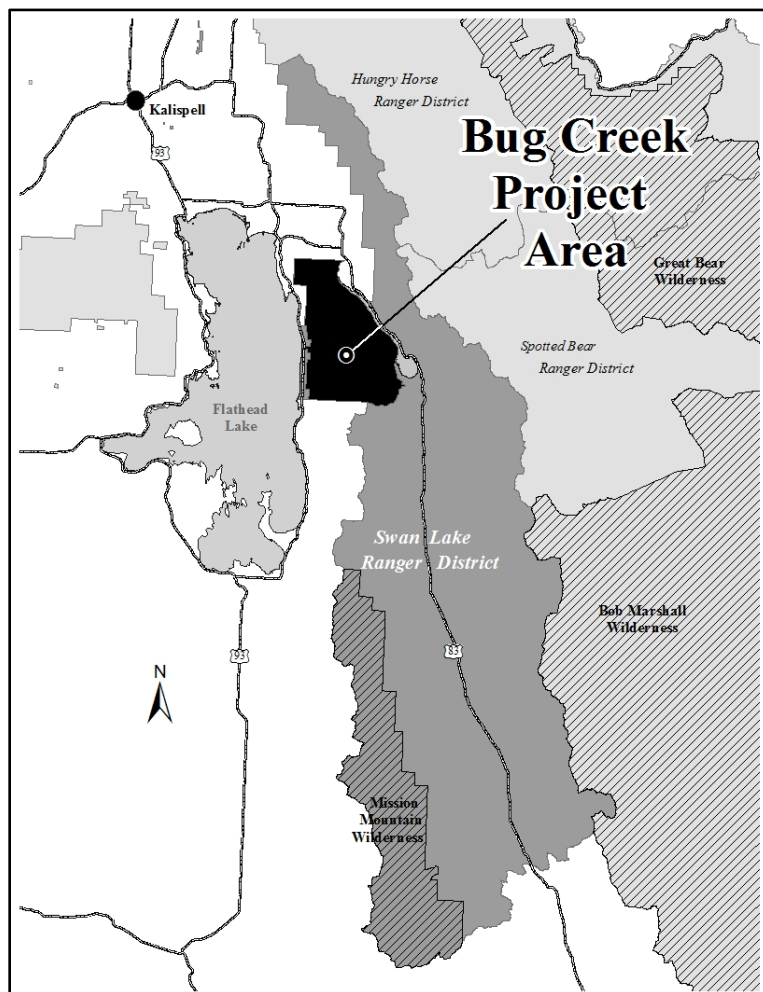 Hungry Horse
Ranger District
Kalispell
93
Bug Creek
Project
Area
Great Bear
Wilderness
Spotted Bear
Ranger District
Flathead
Lake
Swan Lake
Ranger District
Bob Marshall
Wilderness
93
83
N
Mission
Mountain
Wilderness